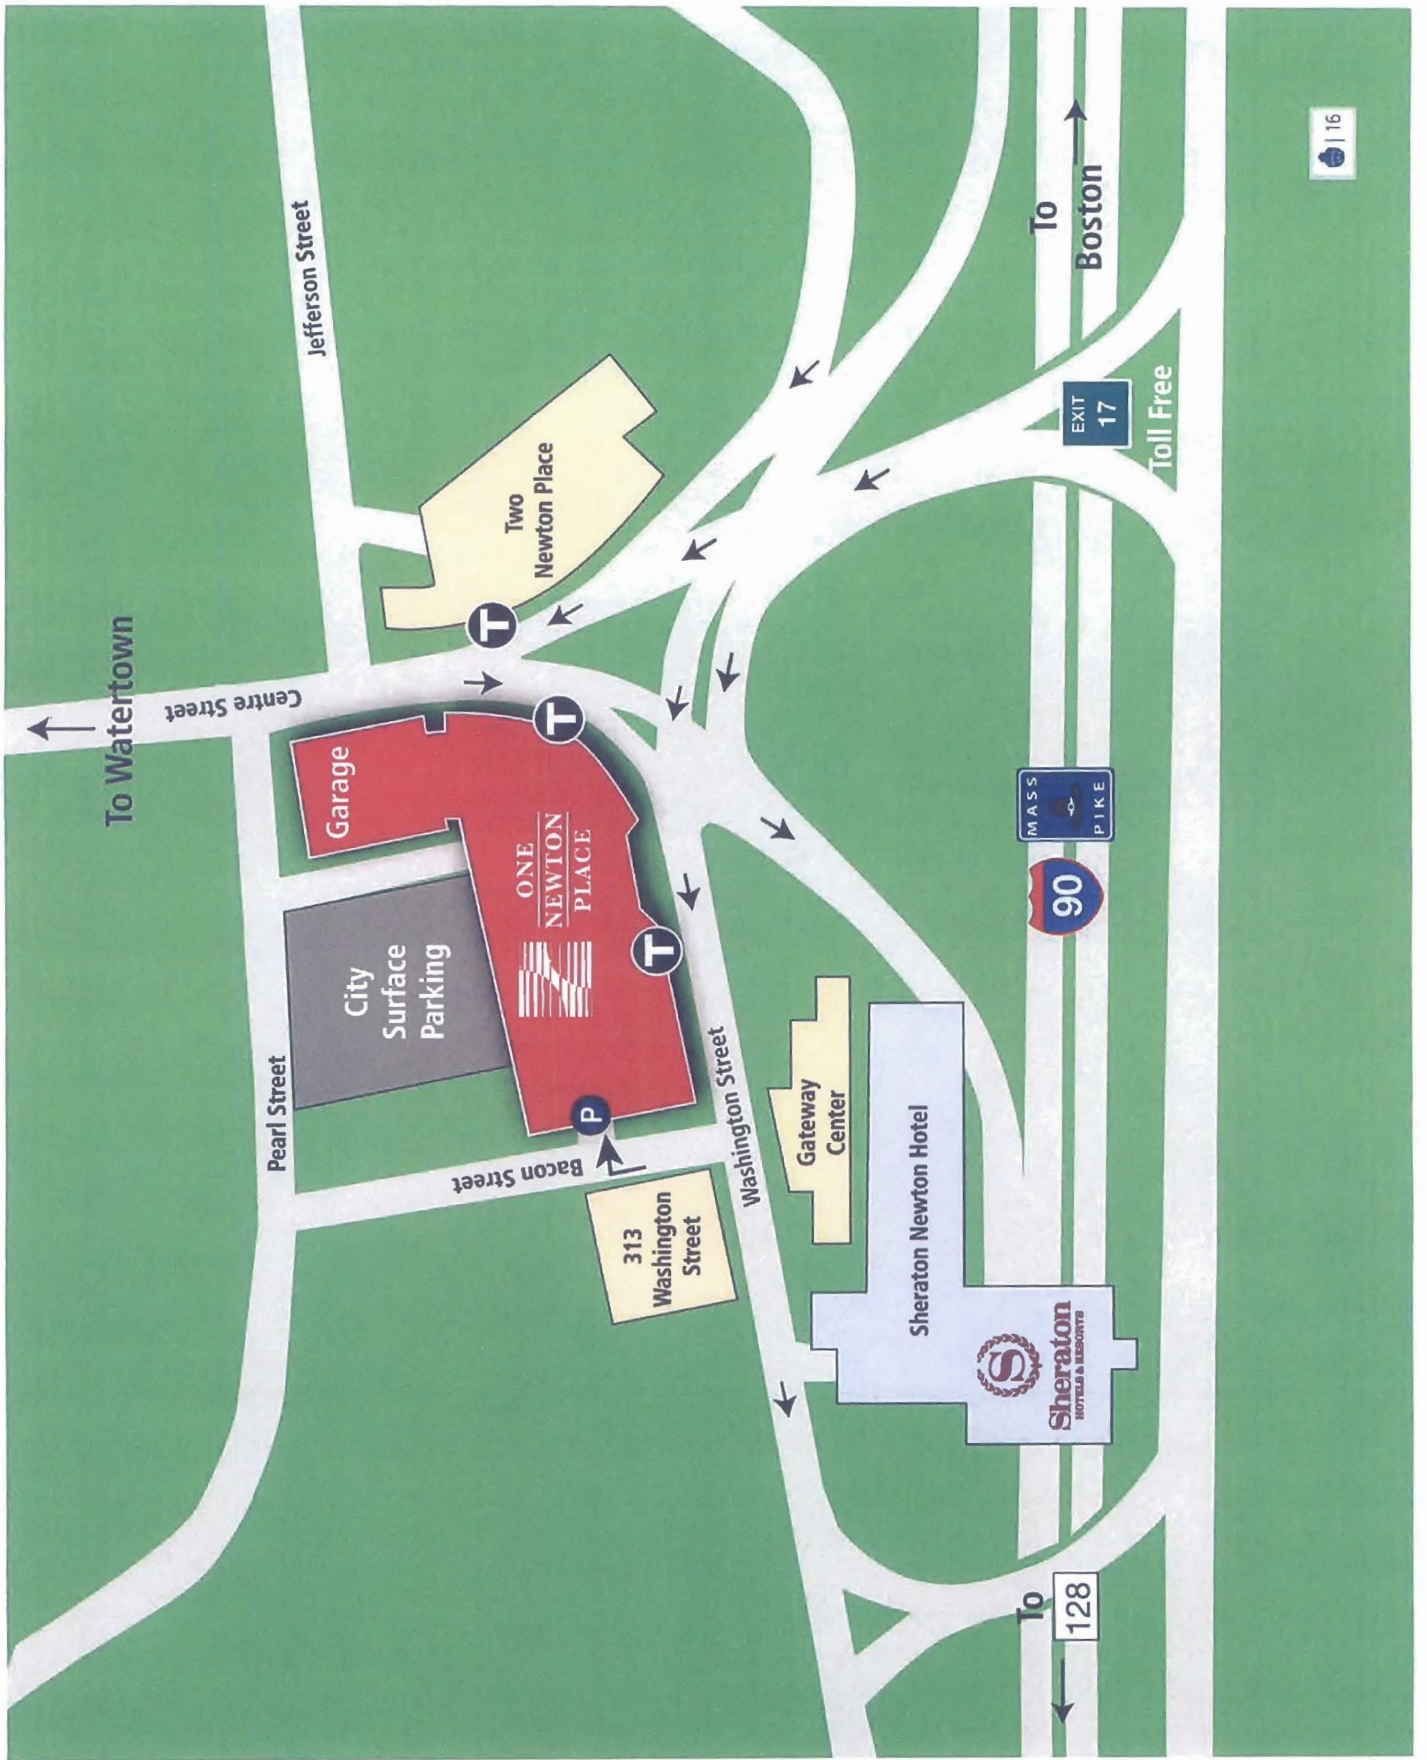 To Watertown
Centre Street
Jefferson Street
Pearl Street
Garage
City
Surface
Parking
ONE
NEWTON
PLACE
N
T
T
T
P
Two
Newton Place
Bacon Street
313
Washington
Street
Washington Street
Gateway
Center
Sheraton Newton Hotel
S
Sheraton
HOTELS & RESORTS
MASS
PIKE
90
EXIT
17
Toll Free
To
Boston
To
128
| 16